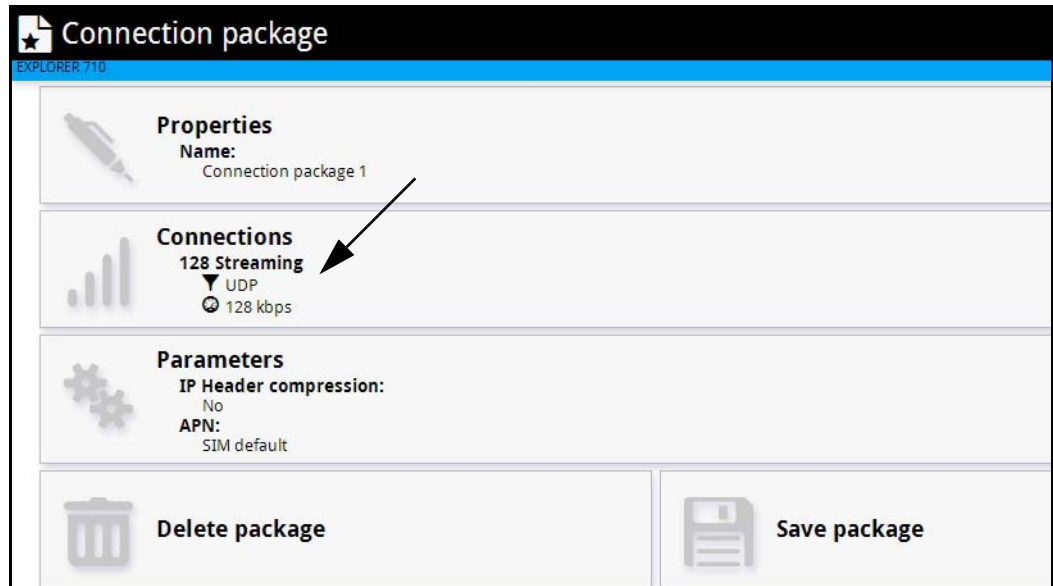 Connection package
EXPLORER 710
Properties
Name:
Connection package 1
Connections
128 Streaming
UDP
128 kbps
Parameters
IP Header compression:
No
APN:
SIM default
Delete package
Save package